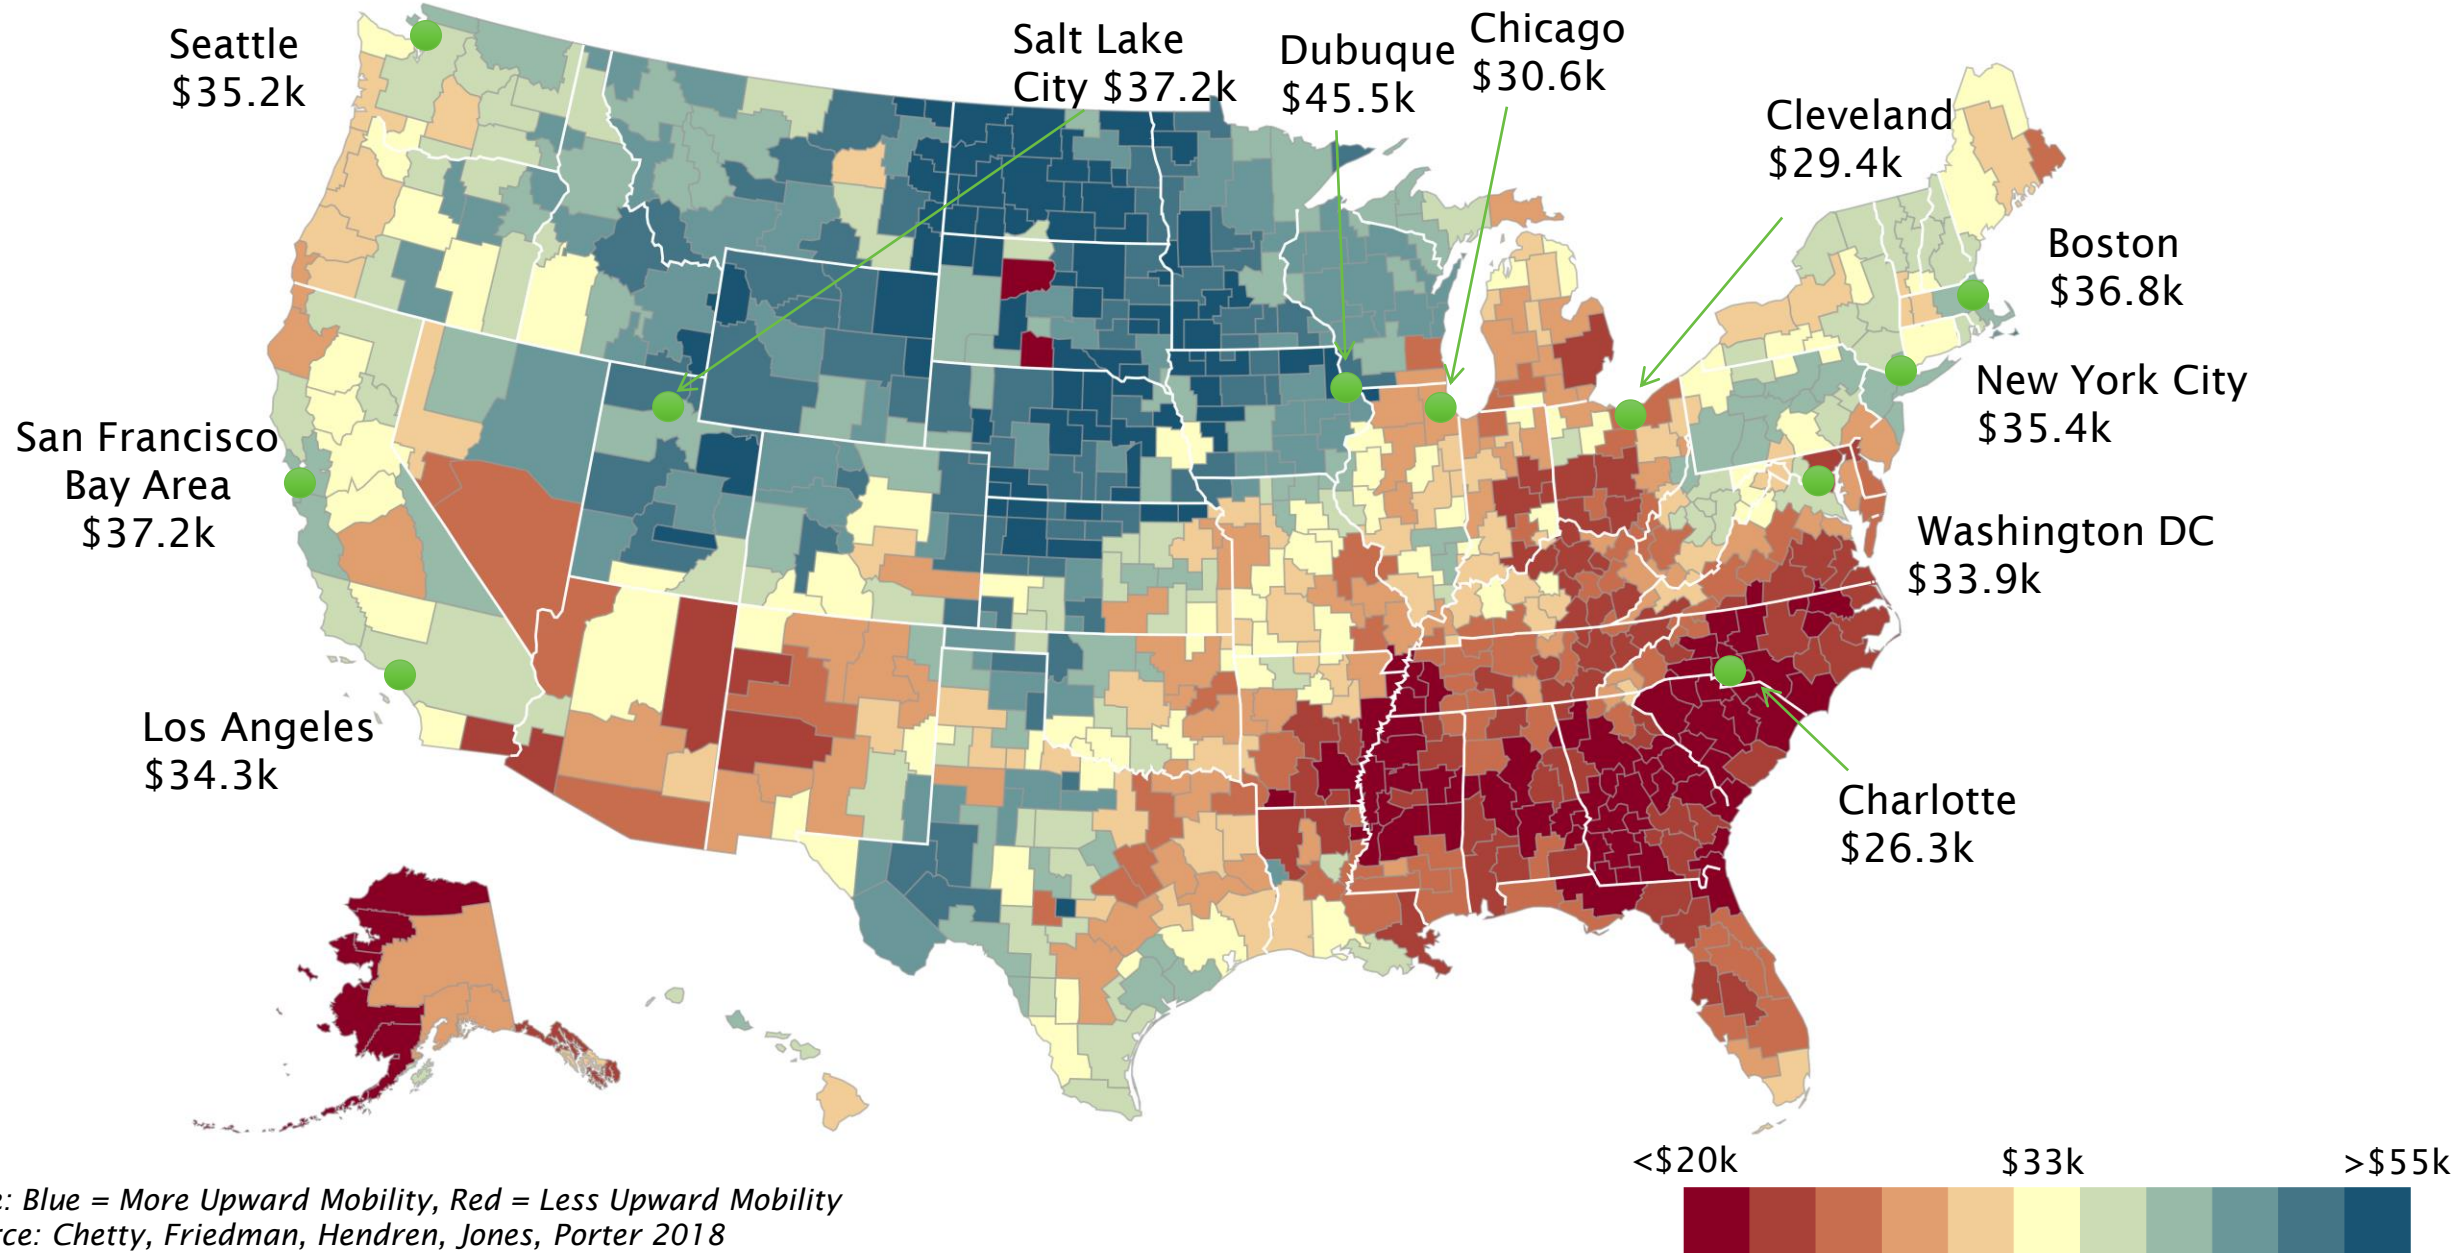 Seattle
$35.2k
Salt Lake
City $37.2k
Dubuque
$45.5k
Chicago
$30.6k
Cleveland
$29.4k
Boston
$36.8k
New York City
$35.4k
San Francisco
Bay Area
$37.2k
Washington DC
$33.9k
Los Angeles
$34.3k
Charlotte
$26.3k
<$20k
$33k
>$55k
: Blue = More Upward Mobility, Red = Less Upward Mobility
: Chetty, Friedman, Hendren, Jones, Porter 2018